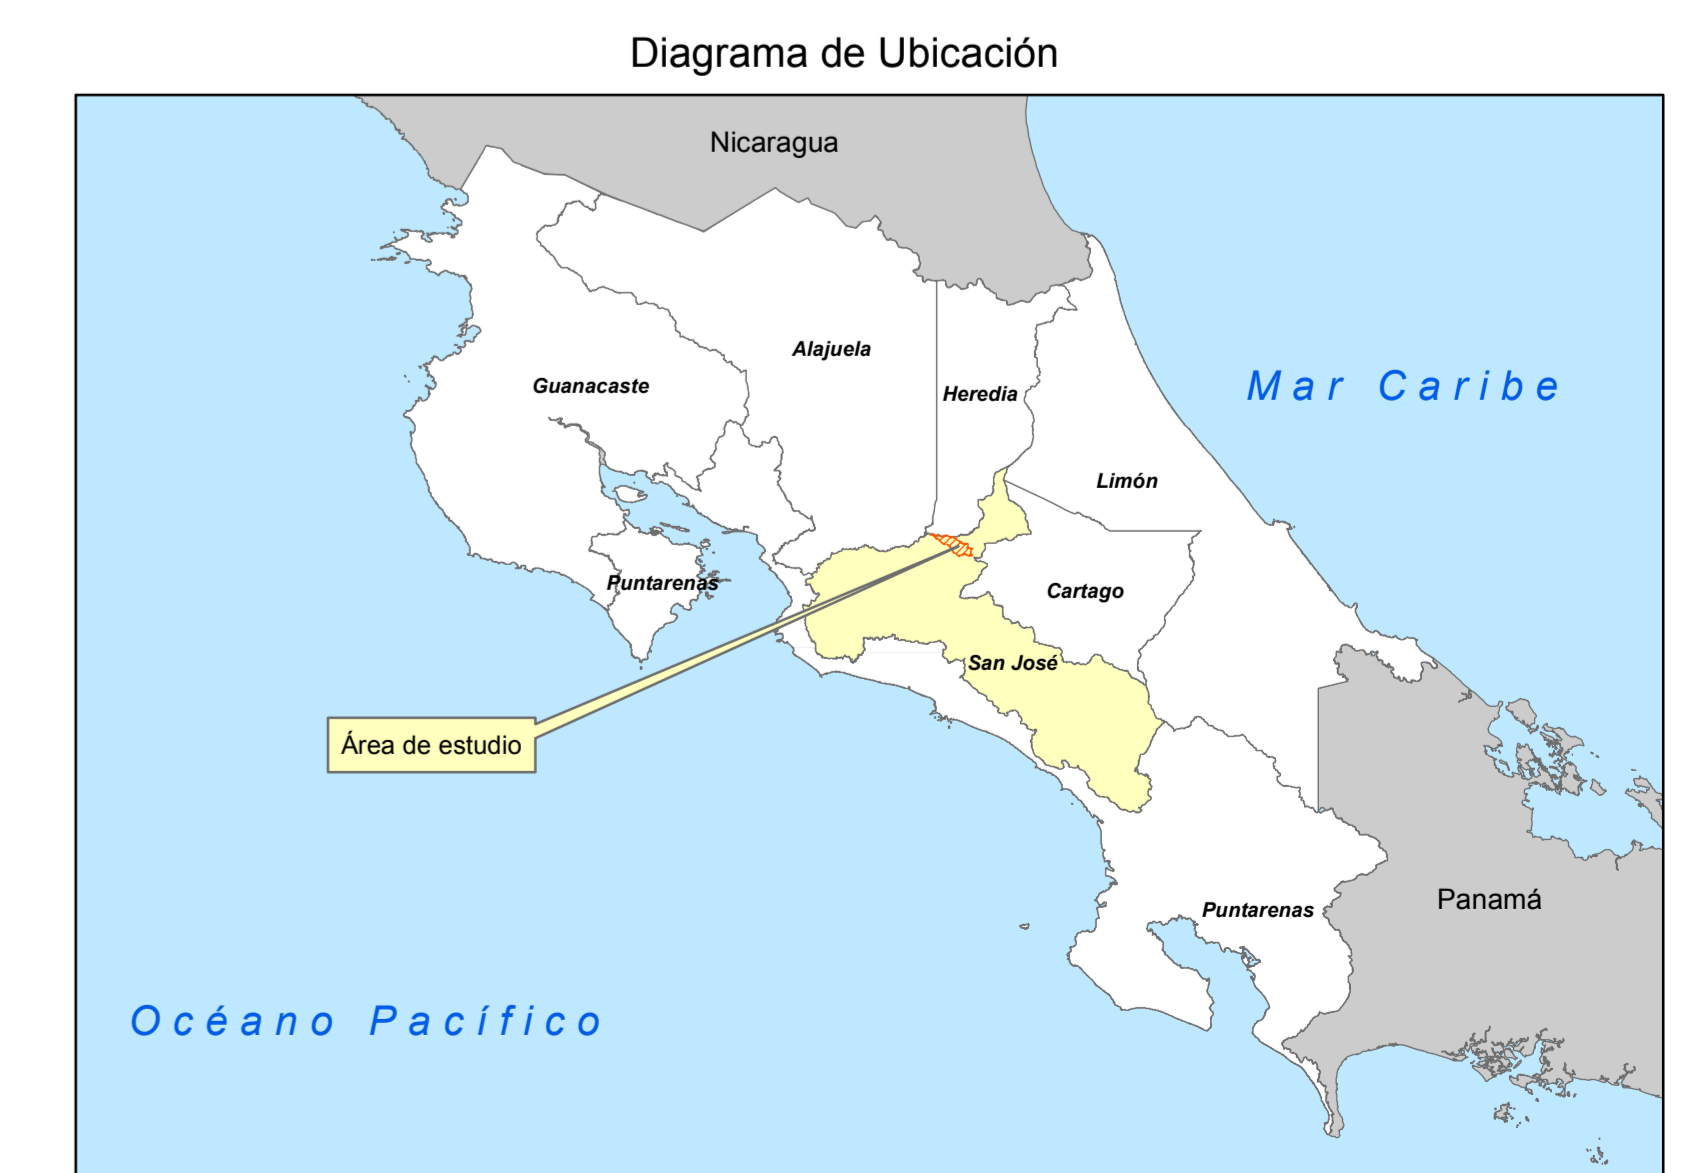 Diagrama de Ubicación
Nicaragua
Alajuela
Guanacaste
Heredia
Mar Caribe
Limón
Puntarenas
Cartago
San José
Área de estudio
Panamá
Puntarenas
Océano Pacífico